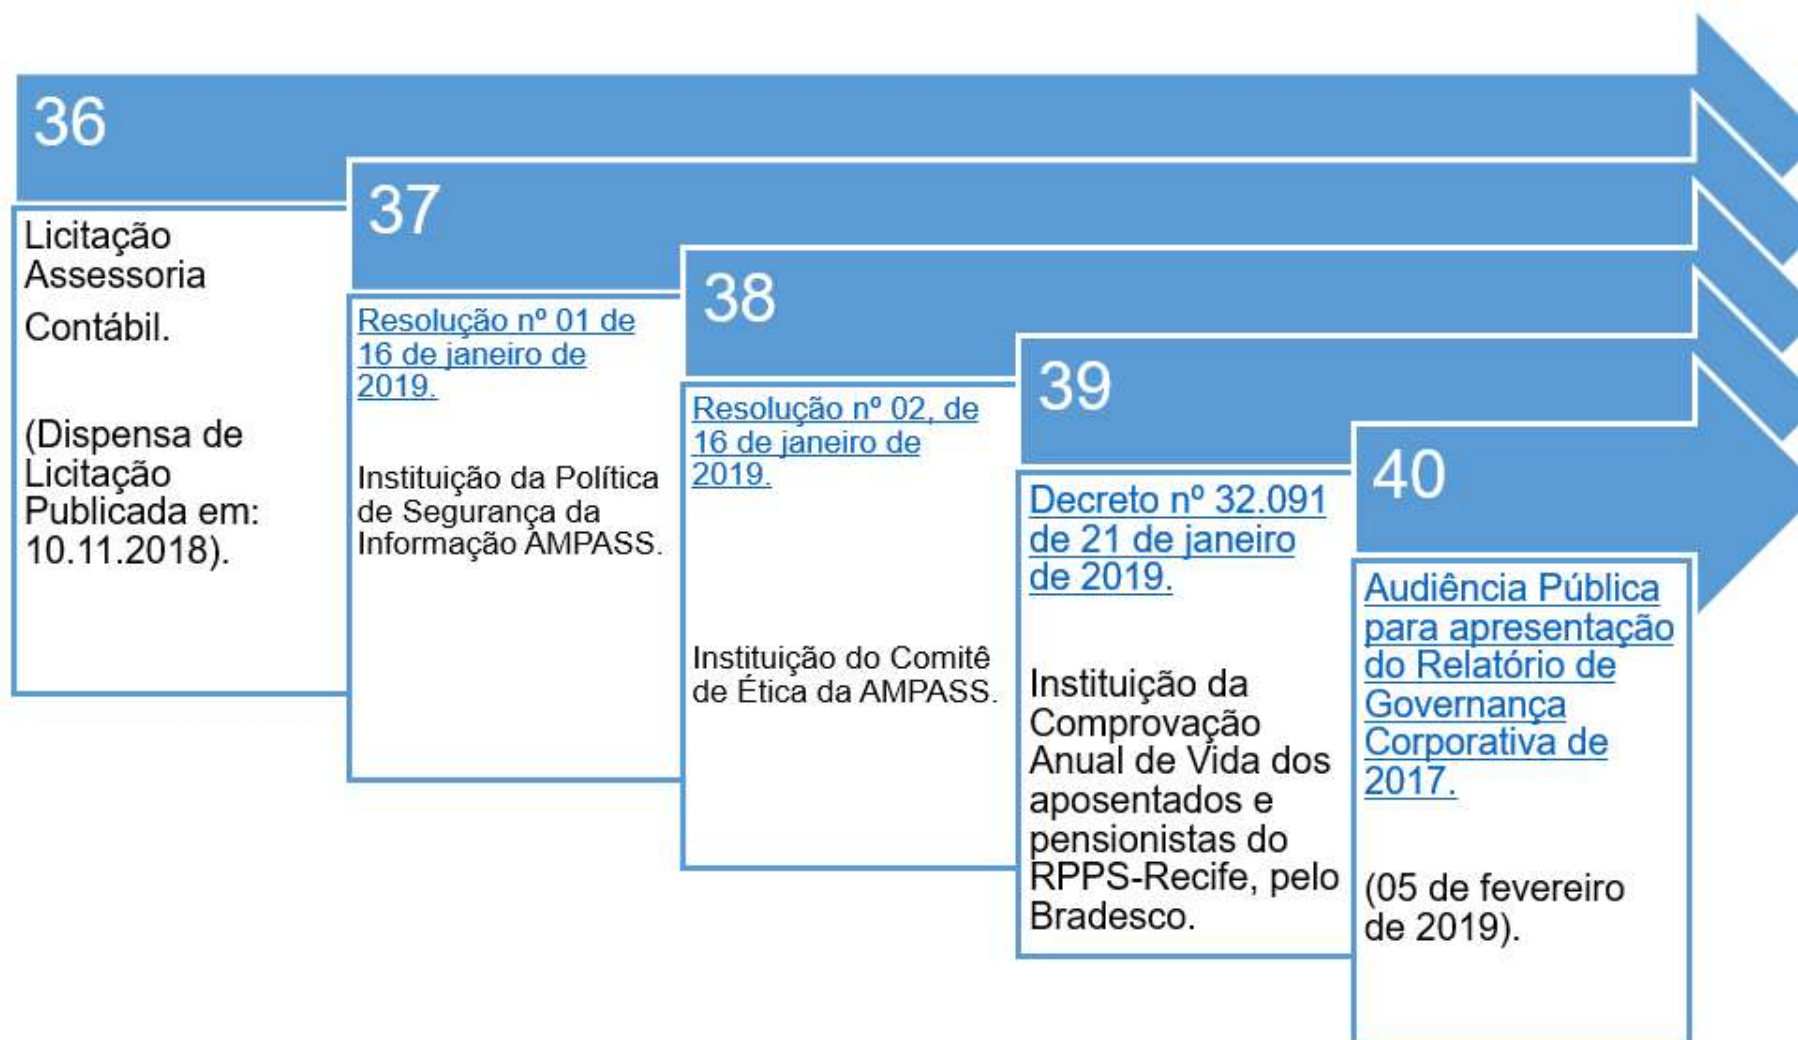 36
Licitação
Assessoria
Contábil.
(Dispensa de
Licitação
Publicada em:
10.11.2018).
37
Resolução nº 01 de
16 de janeiro de
2019.
Instituição da Política
de Segurança da
Informação AMPASS.
38
Resolução nº 02, de
16 de janeiro de
2019.
Instituição do Comitê
de Ética da AMPASS.
39
Decreto nº 32.091
de 21 de janeiro
de 2019.
Instituição da
Comprovação
Anual de Vida dos
aposentados e
pensionistas do
RPPS-Recife, pelo
Bradesco.
40
Audiência Pública
para apresentação
do Relatório de
Governança
Corporativa de
2017.
(05 de fevereiro
de 2019).